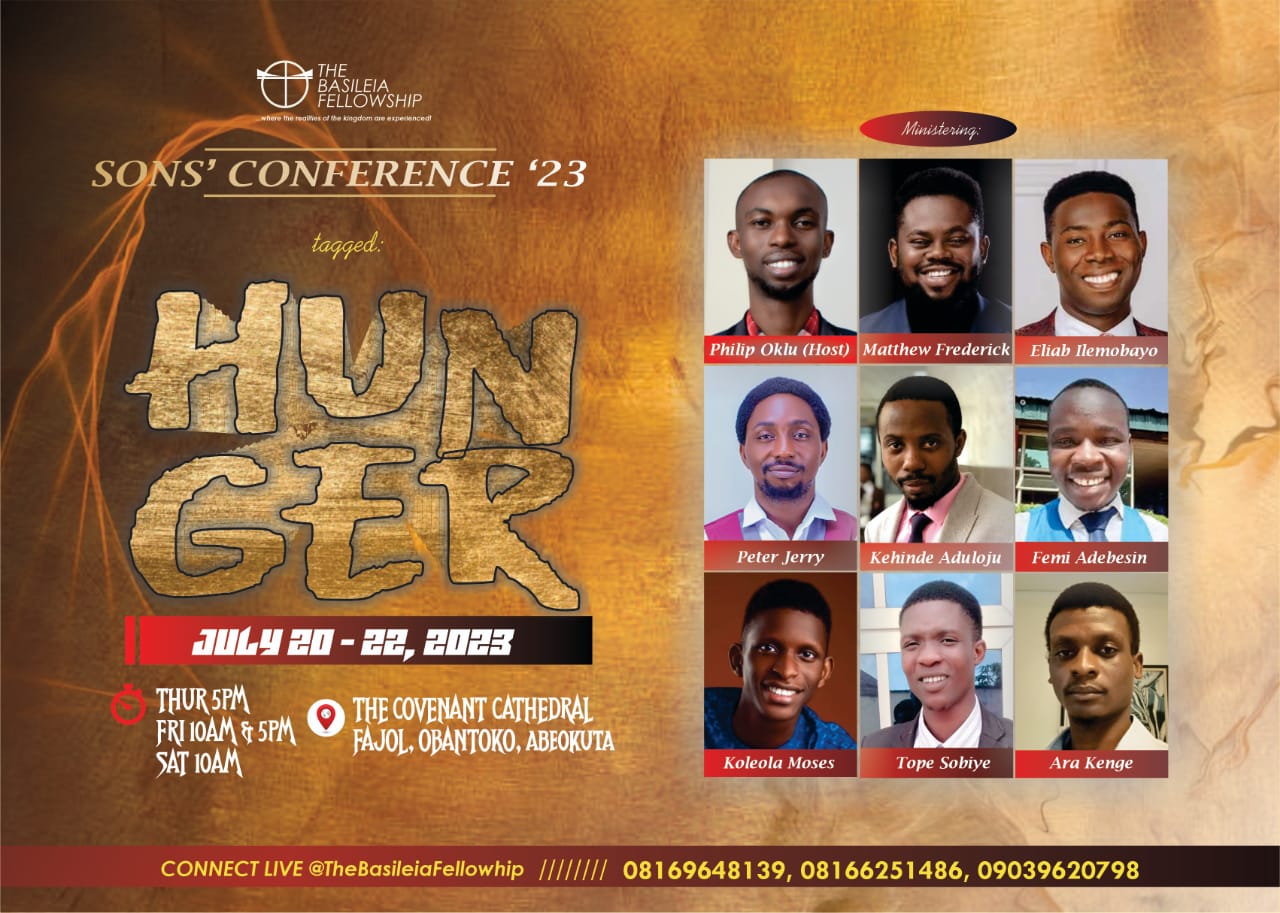 THE
BASILEIA
FELLOWSHIP
...where the realities of the kingdom are experienced!
SONS' CONFERENCE '23
tagged:
HUN
GER
JULY 20 - 22, 2023
THUR 5PM
FRI 10AM & 5PM
SAT 10AM
THE COVENANT CATHEDRAL
FAJOL, OBANTOKO, ABEOKUTA
Ministering:
Philip Oklu (Host)
Matthew Frederick
Eliab Ilemobayo
Peter Jerry
Kehinde Aduloju
Femi Adebesin
Koleola Moses
Tope Sobiye
Ara Kenge
CONNECT LIVE @TheBasileiaFellowhip //////// 08169648139, 08166251486, 09039620798